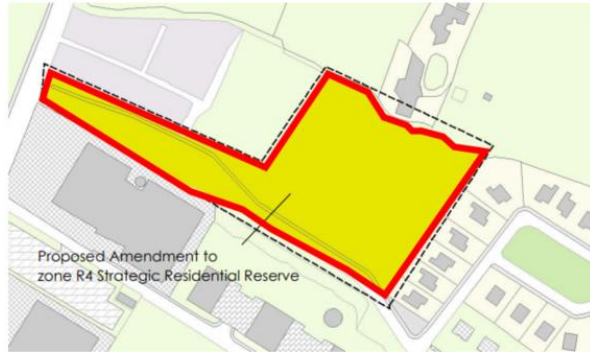 Proposed Amendment to
zone R4 Strategic Residential Reserve